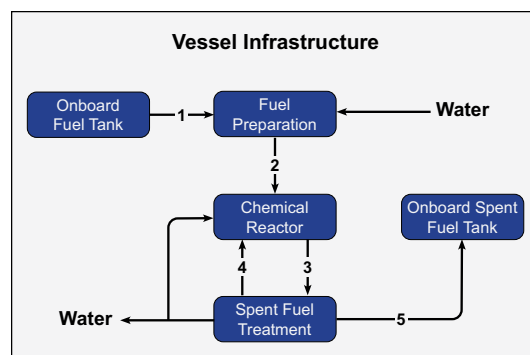 Vessel Infrastructure
Onboard
Fuel Tank
1
Fuel
Preparation
Water
2
Chemical
Reactor
Onboard Spent
Fuel Tank
4
3
Water
Spent Fuel
Treatment
5